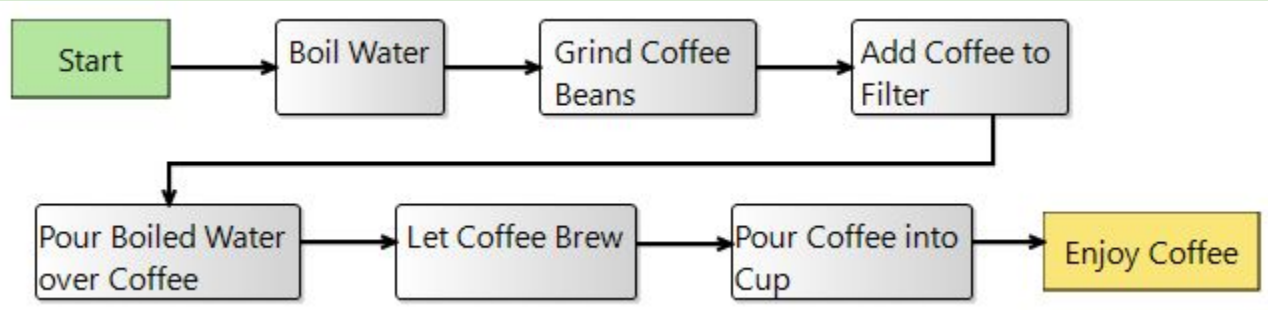 Start
Boil Water
Grind Coffee
Beans
Add Coffee to
Filter
Pour Boiled Water
over Coffee
Let Coffee Brew
Pour Coffee into
Cup
Enjoy Coffee